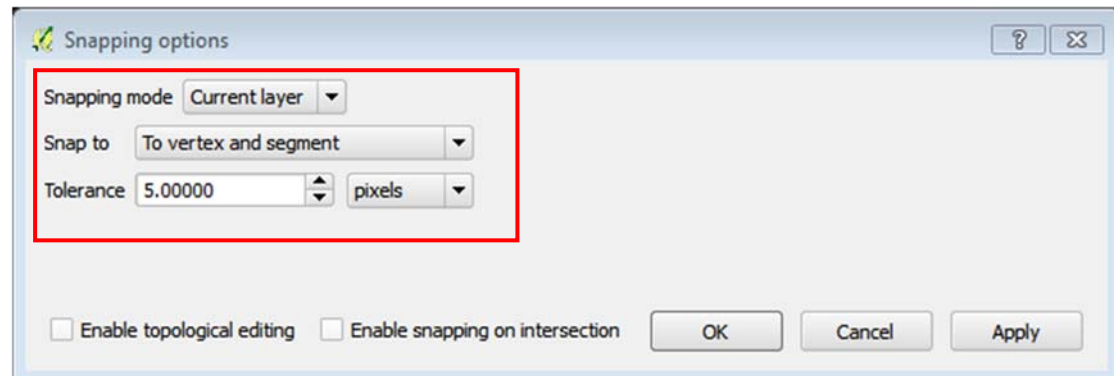 Snapping options
Snapping mode Current layer
Snap to To vertex and segment
Tolerance 5.00000 pixels
Enable topological editing Enable snapping on intersection OK Cancel Apply